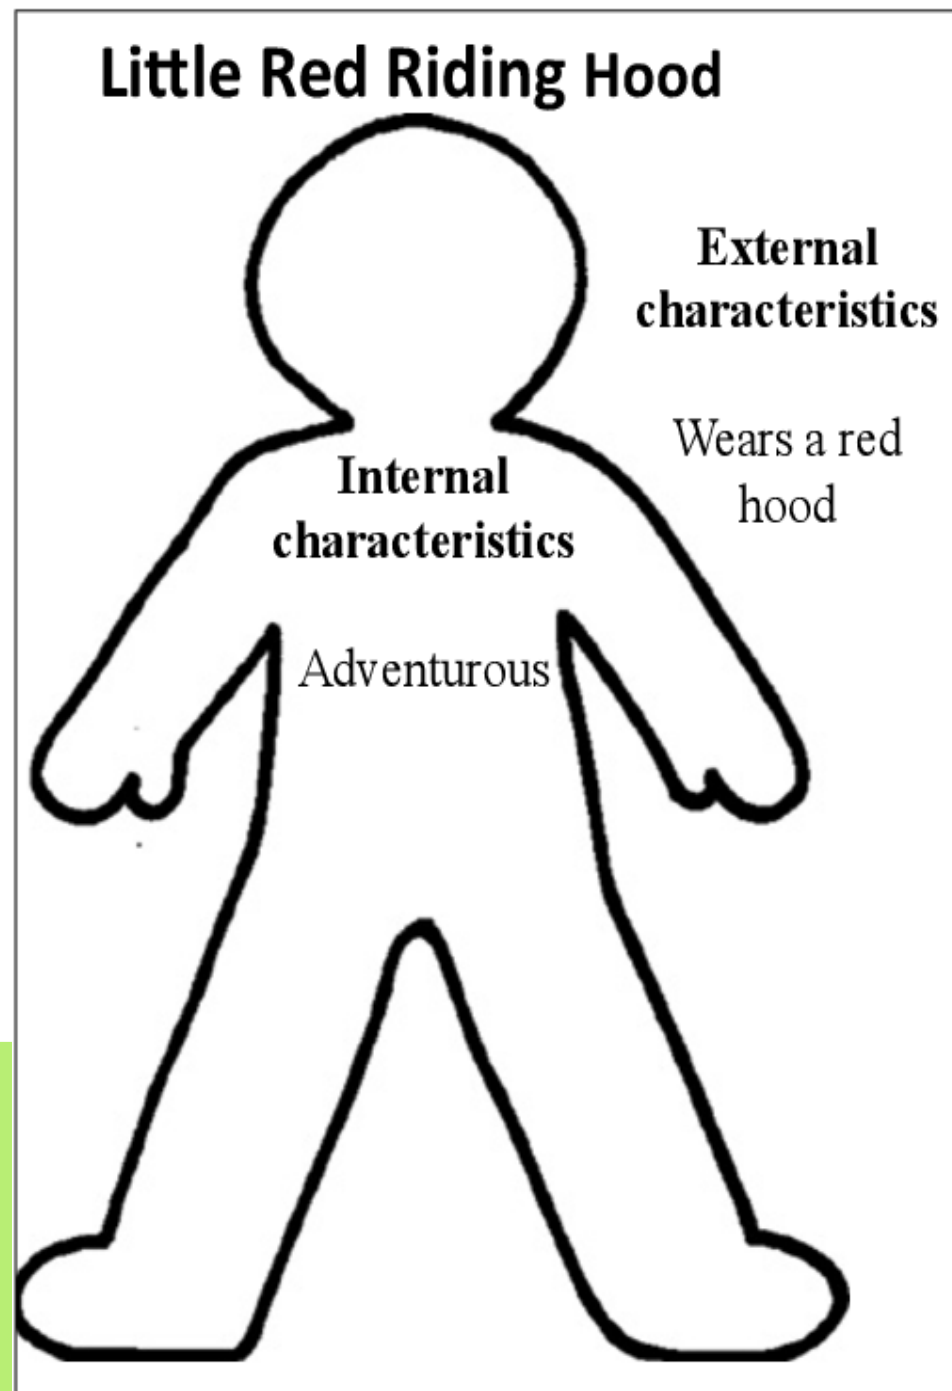 Little Red Riding Hood
External
characteristics
Wears a red
hood
Internal
characteristics
Adventurous